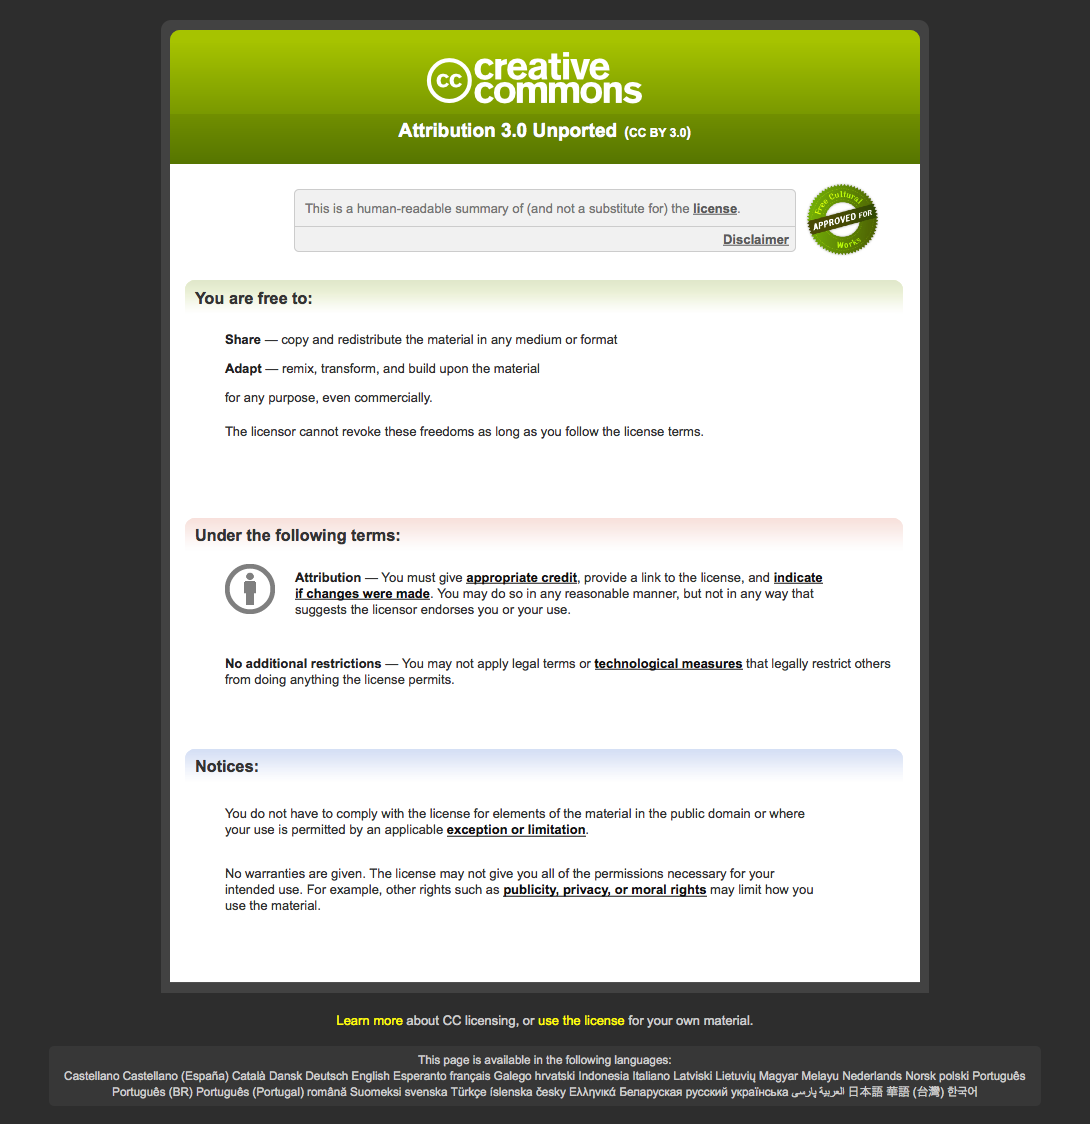 cc creative
commons
Attribution 3.0 Unported (CC BY 3.0)
This is a human-readable summary of (and not a substitute for) the license.
Disclaimer
Free Cultural
APPROVED FOR
Works
You are free to:
Share — copy and redistribute the material in any medium or format
Adapt — remix, transform, and build upon the material
for any purpose, even commercially.
The licensor cannot revoke these freedoms as long as you follow the license terms.
Under the following terms:
Attribution — You must give appropriate credit, provide a link to the license, and indicate
if changes were made. You may do so in any reasonable manner, but not in any way that
suggests the licensor endorses you or your use.
No additional restrictions — You may not apply legal terms or technological measures that legally restrict others
from doing anything the license permits.
Notices:
You do not have to comply with the license for elements of the material in the public domain or where
your use is permitted by an applicable exception or limitation.
No warranties are given. The license may not give you all of the permissions necessary for your
intended use. For example, other rights such as publicity, privacy, or moral rights may limit how you
use the material.
Learn more about CC licensing, or use the license for your own material.
This page is available in the following languages:
Castellano Castellano (España) Català Dansk Deutsch English Esperanto français Galego hrvatski Indonesia Italiano Latviski Lietuvių Magyar Melayu Nederlands Norsk polski Português
Português (BR) Português (Portugal) română Suomeksi svenska Türkçe íslenska česky Ελληνικά Беларуская русский українська العربية پارسی 日本語 華語 (台灣) 한국어